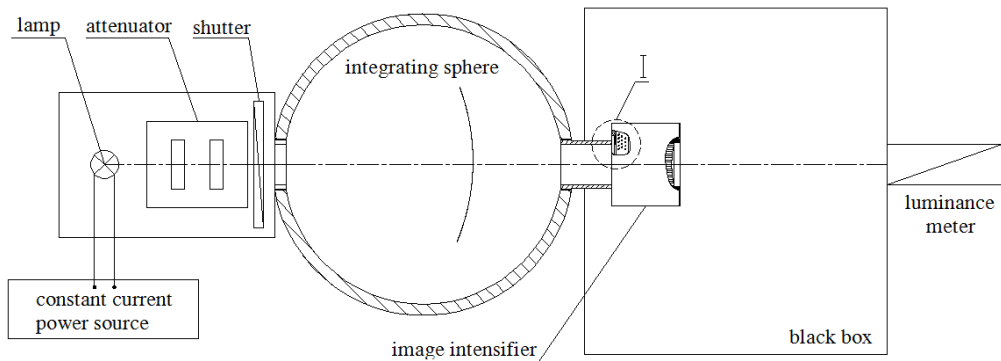 lamp
attenuator
shutter
integrating sphere
I
luminance
meter
constant current
power source
image intensifier
black box